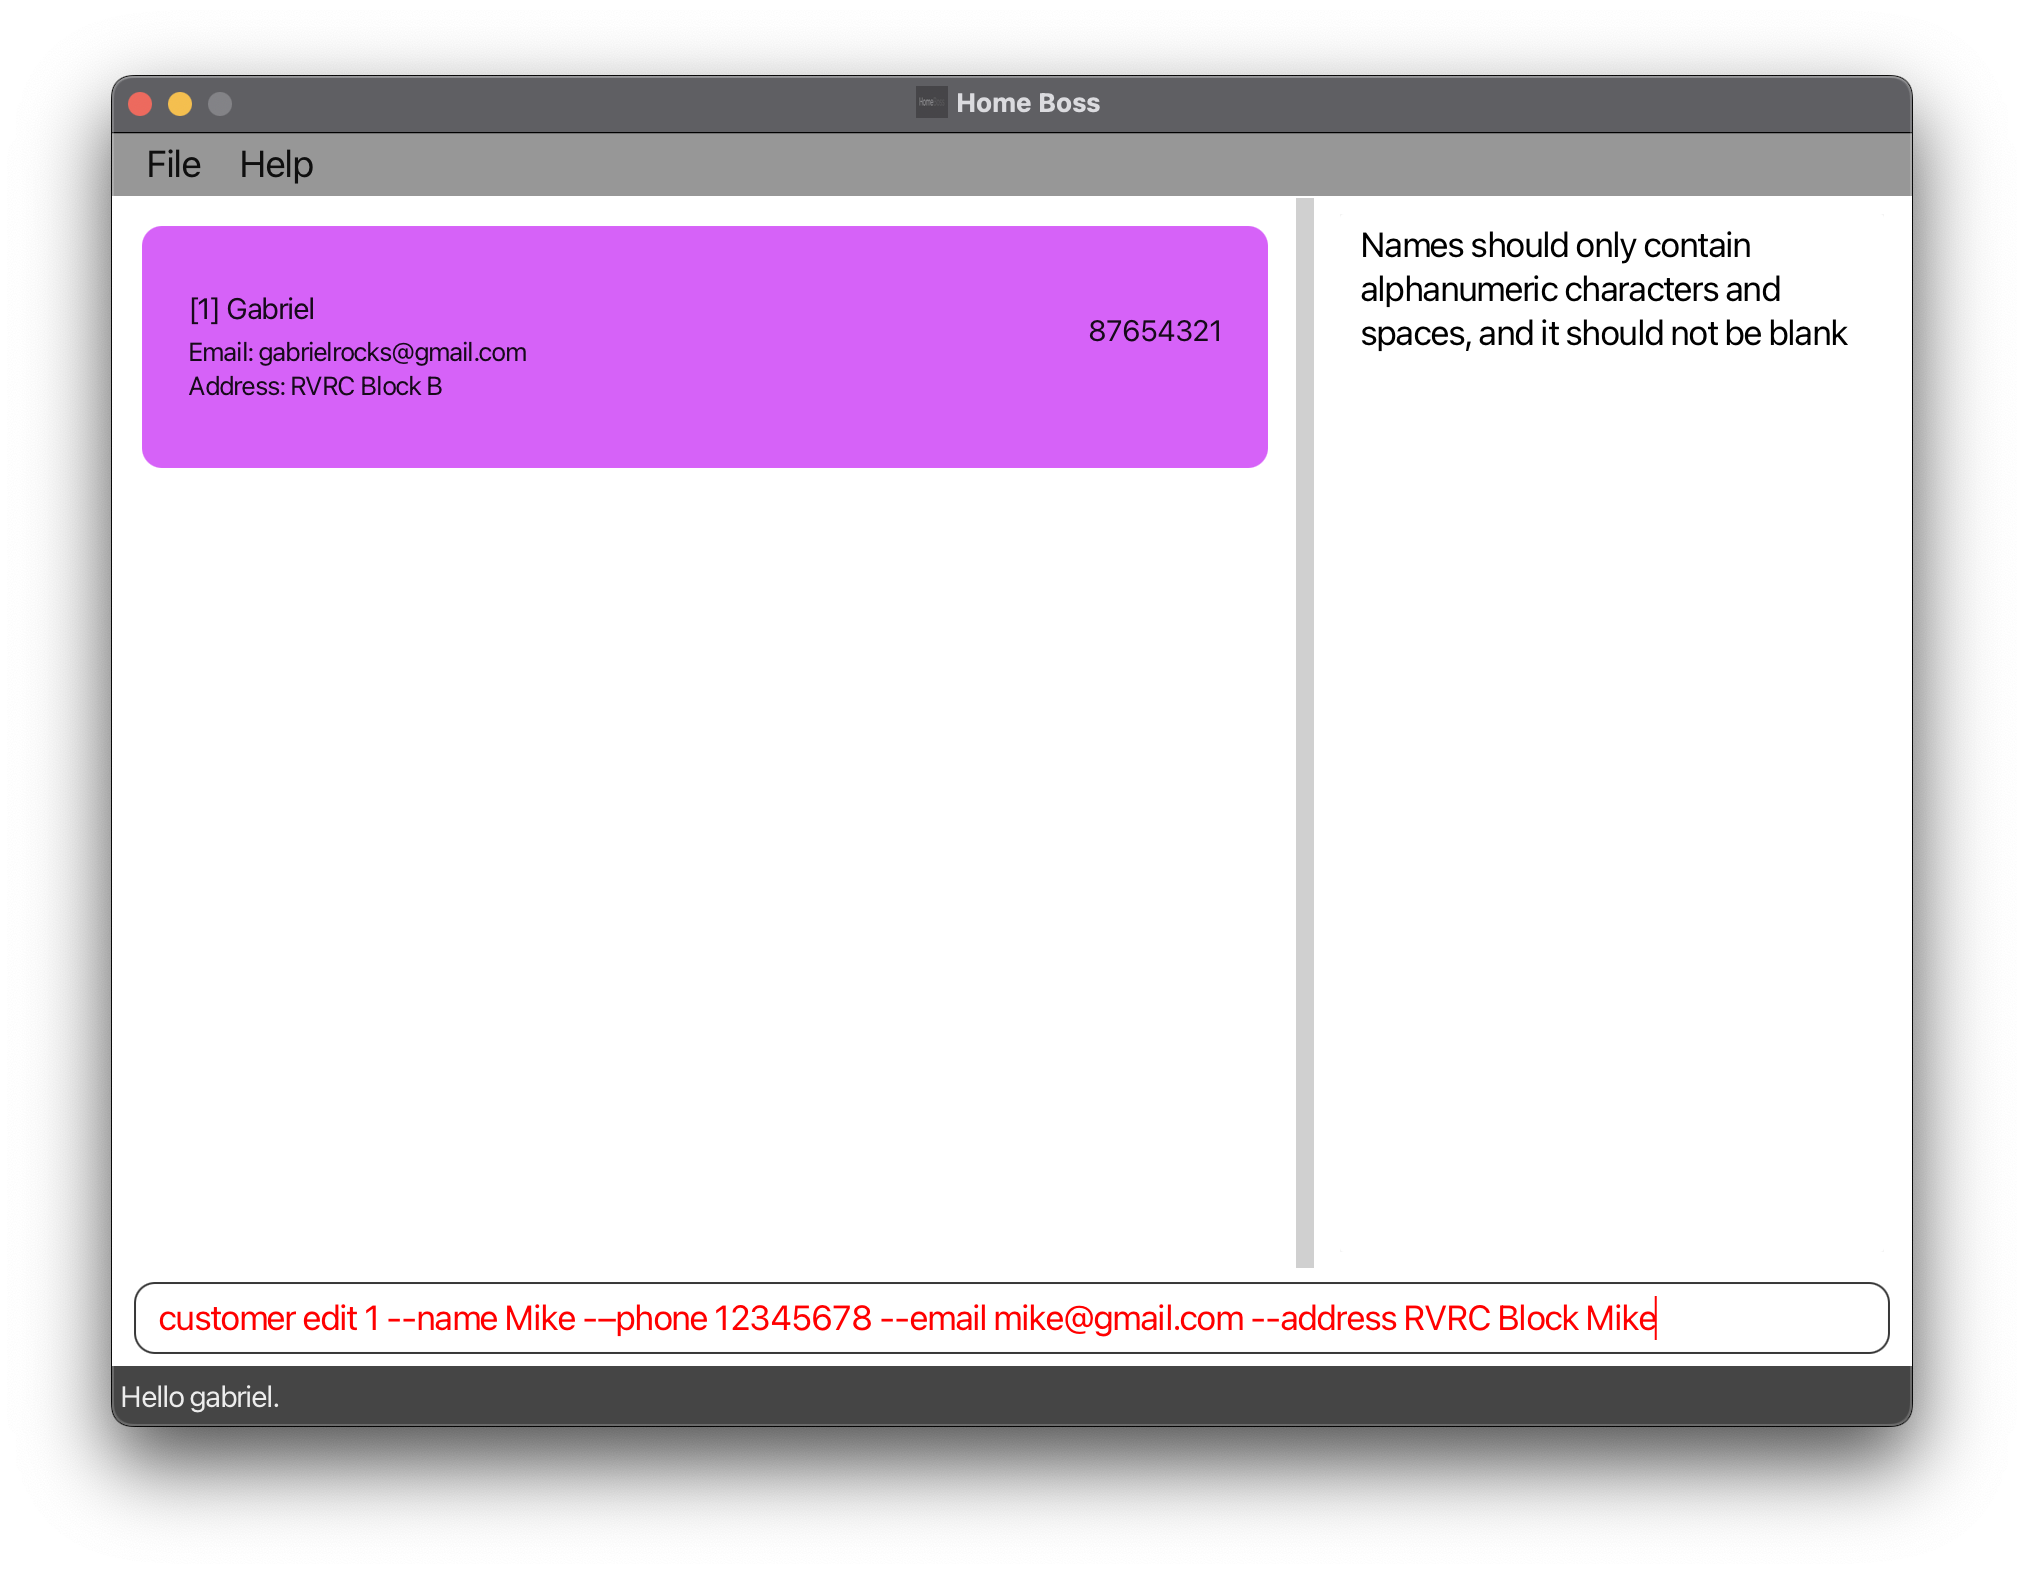 Home Boss
File Help
[1] Gabriel
Email: gabrielrocks@gmail.com
Address: RVRC Block B
87654321
Names should only contain
alphanumeric characters and
spaces, and it should not be blank
customer edit 1 --name Mike -–phone 12345678 --email mike@gmail.com --address RVRC Block Mike
Hello gabriel.